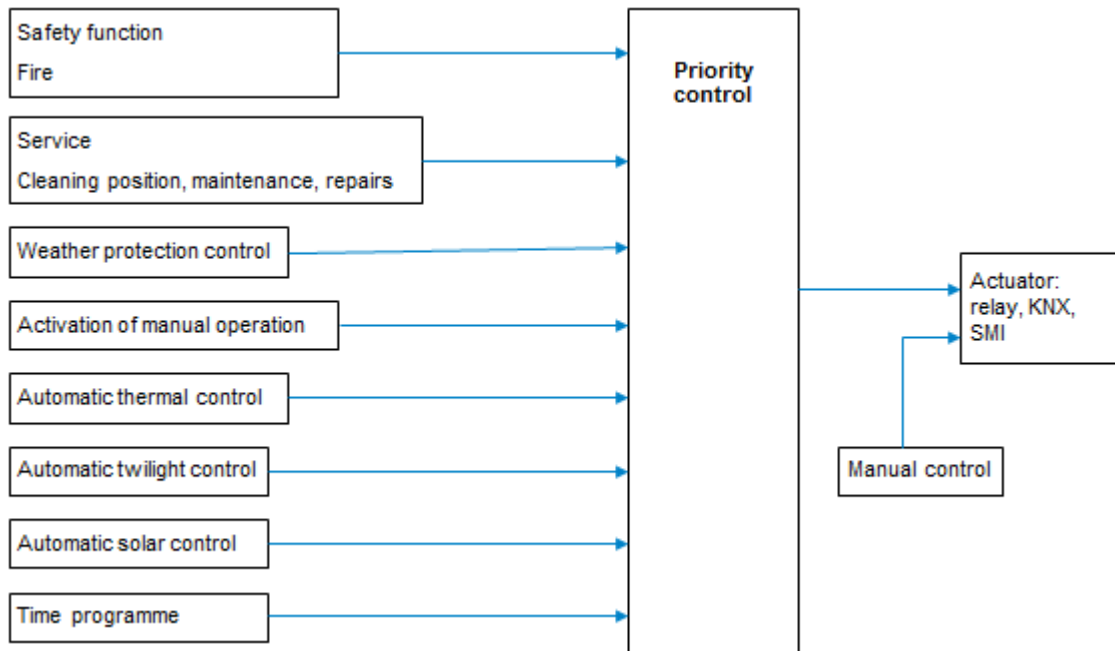 Safety function
Fire
Service
Cleaning position, maintenance, repairs
Weather protection control
Activation of manual operation
Automatic thermal control
Automatic twilight control
Automatic solar control
Time programme
Priority
control
Actuator:
relay, KNX,
SMI
Manual control